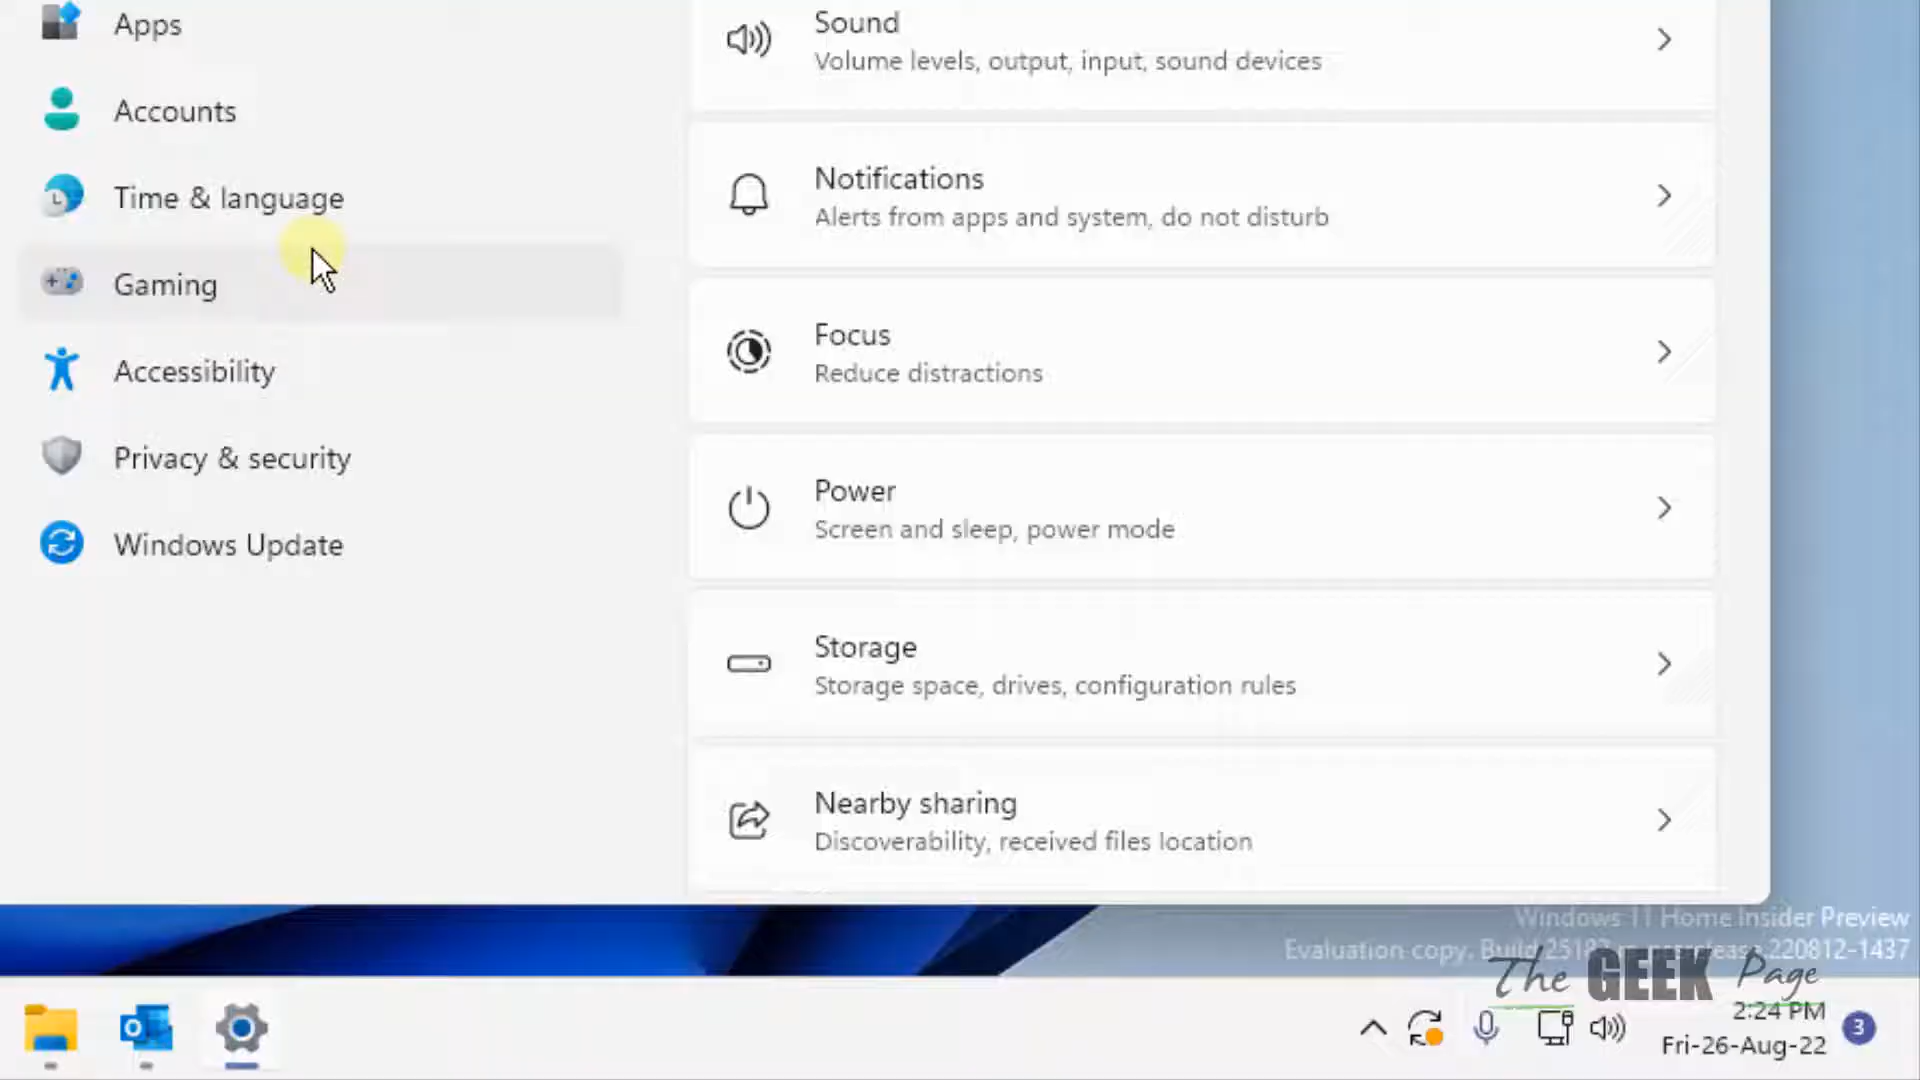 Apps
Accounts
Time & language
Gaming
Accessibility
Privacy & security
Windows Update
Sound
Volume levels, output, input, sound devices
Notifications
Alerts from apps and system, do not disturb
Focus
Reduce distractions
Power
Screen and sleep, power mode
Storage
Storage space, drives, configuration rules
Nearby sharing
Discoverability, received files location
Windows 11 Home Insider Preview
Evaluation copy. Build 220812-1437
The GEEK Page
2:24 PM
Fri-26-Aug-22
3